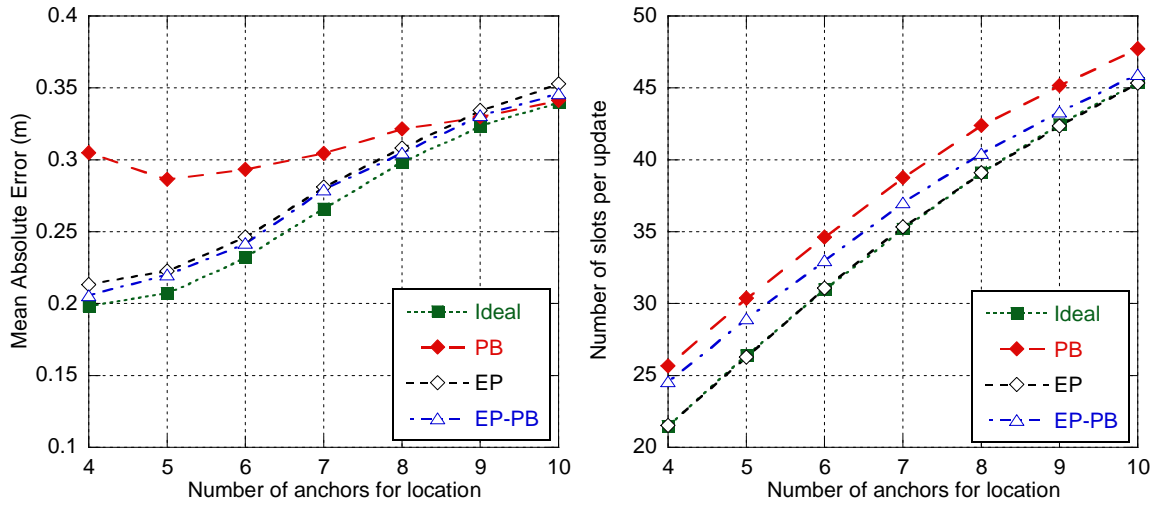 Mean Absolute Error (m)
0.4
0.35
0.3
0.25
0.2
0.15
0.1
4 5 6 7 8 9 10
Number of anchors for location
Ideal
PB
EP
EP-PB
Number of slots per update
50
45
40
35
30
25
20
4 5 6 7 8 9 10
Number of anchors for location
Ideal
PB
EP
EP-PB